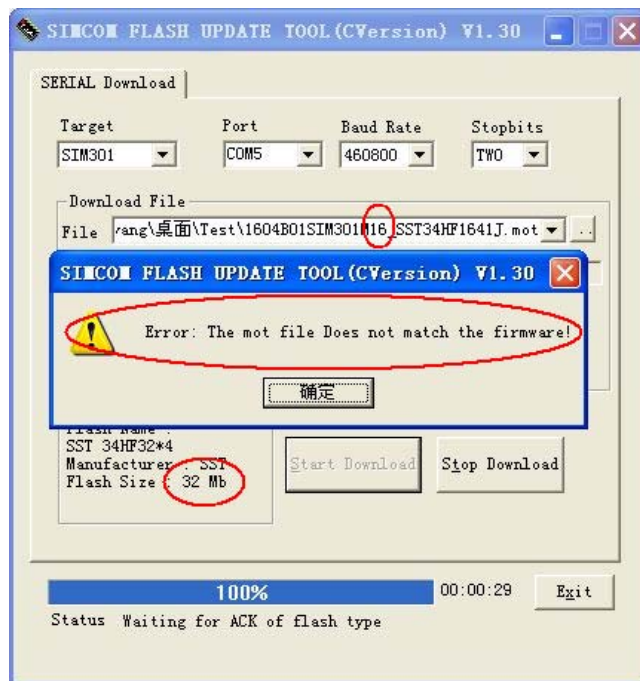 SIMCOM FLASH UPDATE TOOL(CVersion) V1.30
SERIAL Download
Target Port Baud Rate Stopbits
SIM301 COM5 460800 TWO
Download File
File rang\桌面\Test\1604B01SIM301M16_SST34HF1641J.mot ..
SIMCOM FLASH UPDATE TOOL(CVersion) V1.30
Error: The mot file Does not match the firmware!
确定
Flash Name :
SST 34HF32*4
Manufacturer : SST
Flash Size : 32 Mb
Start Download Stop Download
100% 00:00:29 Exit
Status Waiting for ACK of flash type